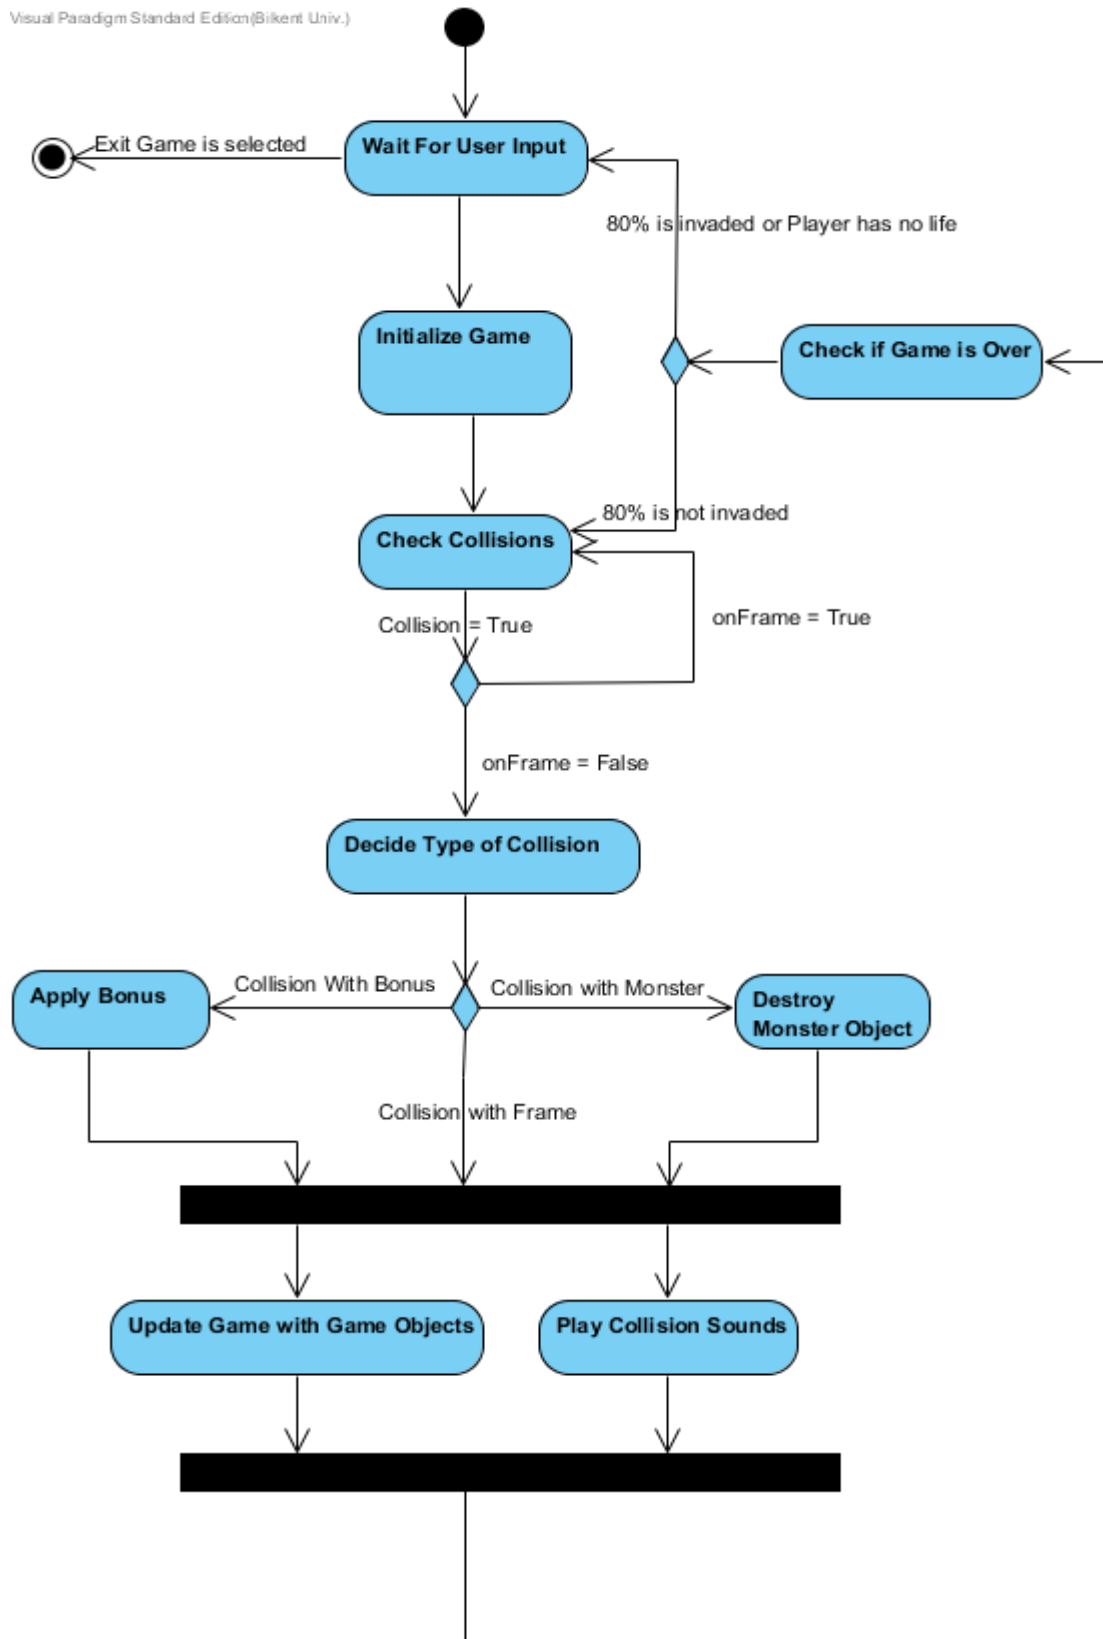 Visual Paradigm Standard Edition(Bilkent Univ.)
Exit Game is selected
Wait For User Input
80% is invaded or Player has no life
Initialize Game
Check if Game is Over
80% is not invaded
Check Collisions
Collision = True
onFrame = True
onFrame = False
Decide Type of Collision
Apply Bonus
Collision With Bonus
Collision with Monster
Destroy
Monster Object
Collision with Frame
Update Game with Game Objects
Play Collision Sounds